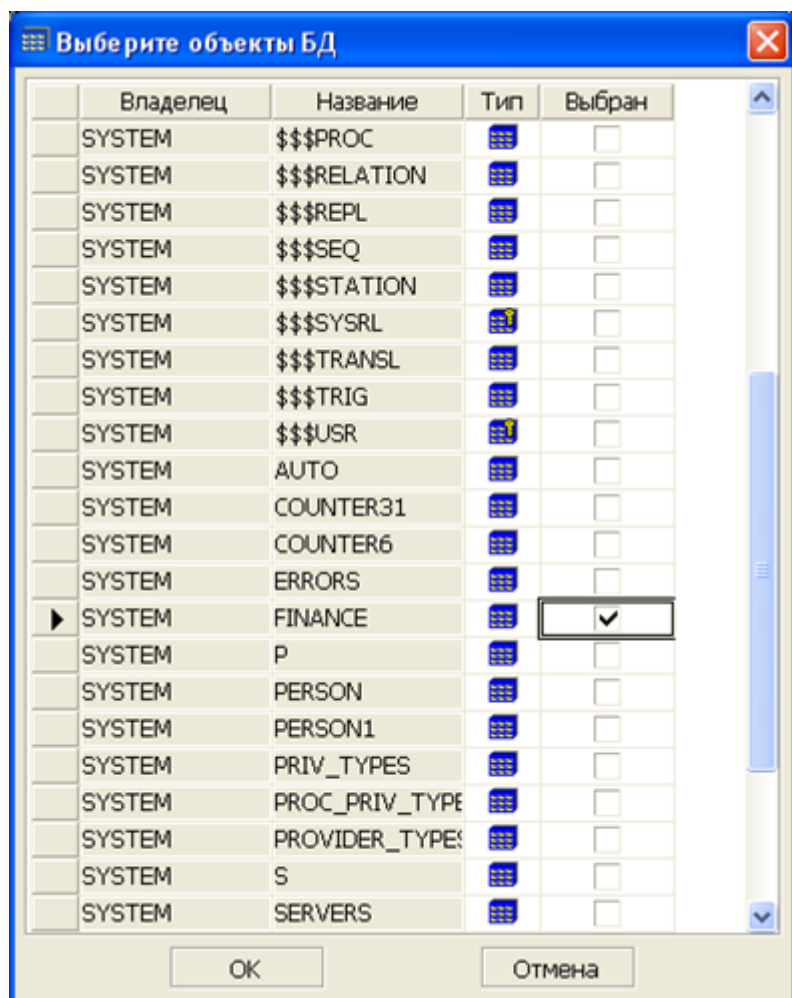 Выберите объекты БД
Владелец Название Тип Выбран
SYSTEM $$$PROC
SYSTEM $$$RELATION
SYSTEM $$$REPL
SYSTEM $$$SEQ
SYSTEM $$$STATION
SYSTEM $$$SYSRL
SYSTEM $$$TRANSL
SYSTEM $$$TRIG
SYSTEM $$$USR
SYSTEM AUTO
SYSTEM COUNTER31
SYSTEM COUNTER6
SYSTEM ERRORS
SYSTEM FINANCE
SYSTEM P
SYSTEM PERSON
SYSTEM PERSON1
SYSTEM PRIV_TYPES
SYSTEM PROC_PRIV_TYPE
SYSTEM PROVIDER_TYPES
SYSTEM S
SYSTEM SERVERS
OK Отмена